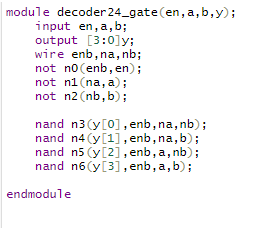 module decoder24_gate(en,a,b,y);
input en,a,b;
output [3:0]y;
wire enb,na,nb;
not n0(enb,en);
not n1(na,a);
not n2(nb,b);
nand n3(y[0],enb,na,nb);
nand n4(y[1],enb,na,b);
nand n5(y[2],enb,a,nb);
nand n6(y[3],enb,a,b);
endmodule